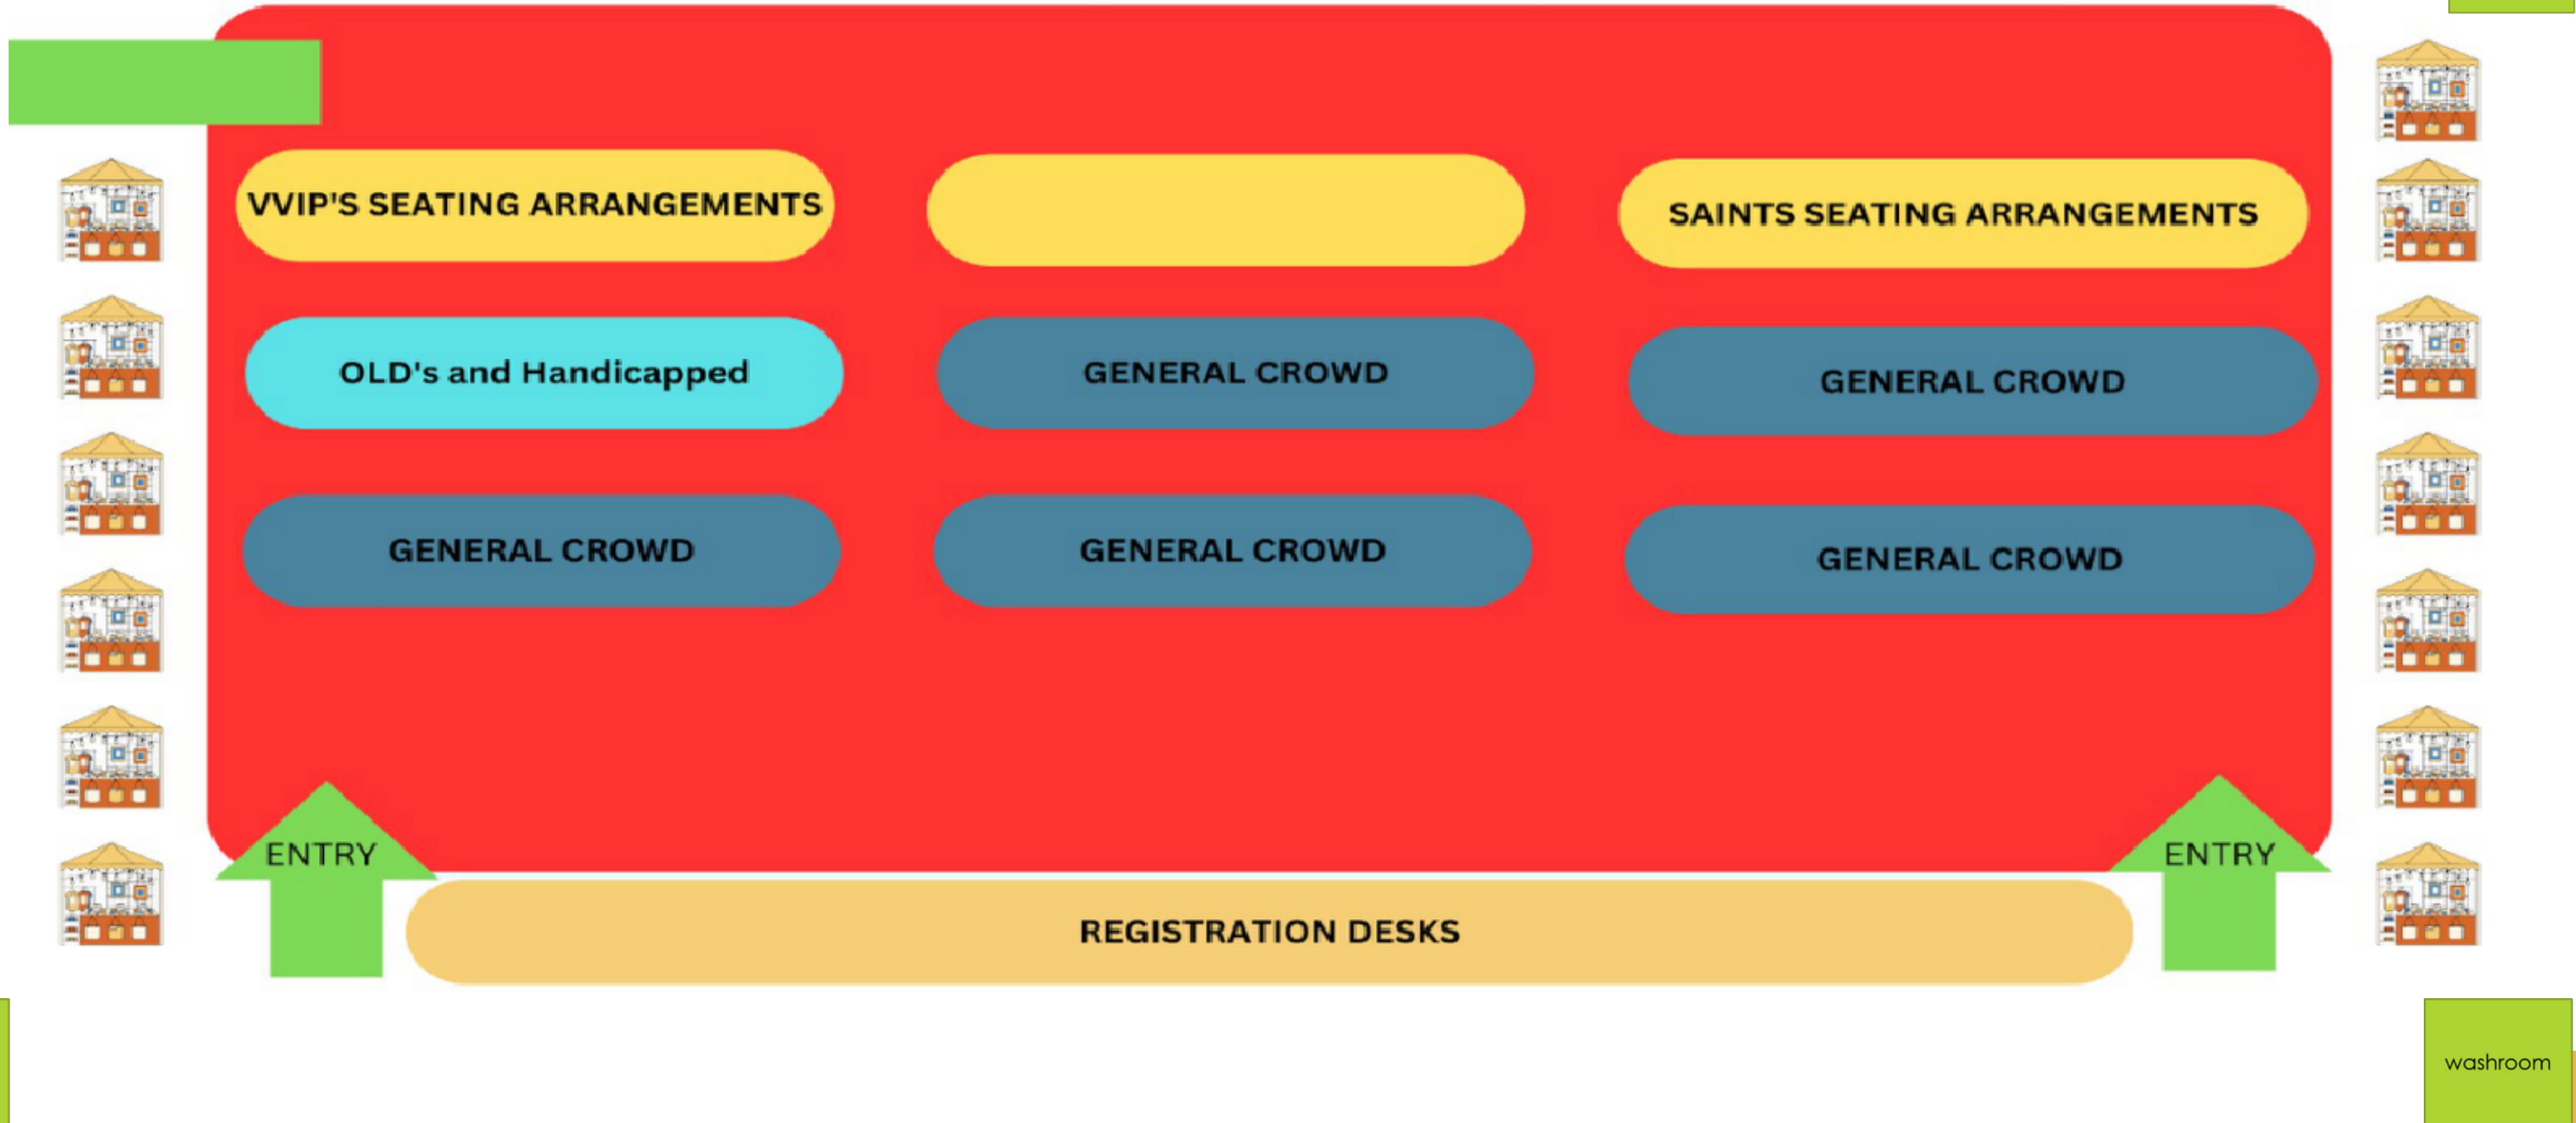 VVIP'S SEATING ARRANGEMENTS
SAINTS SEATING ARRANGEMENTS
OLD's and Handicapped
GENERAL CROWD
GENERAL CROWD
GENERAL CROWD
GENERAL CROWD
GENERAL CROWD
ENTRY
ENTRY
REGISTRATION DESKS
washroom